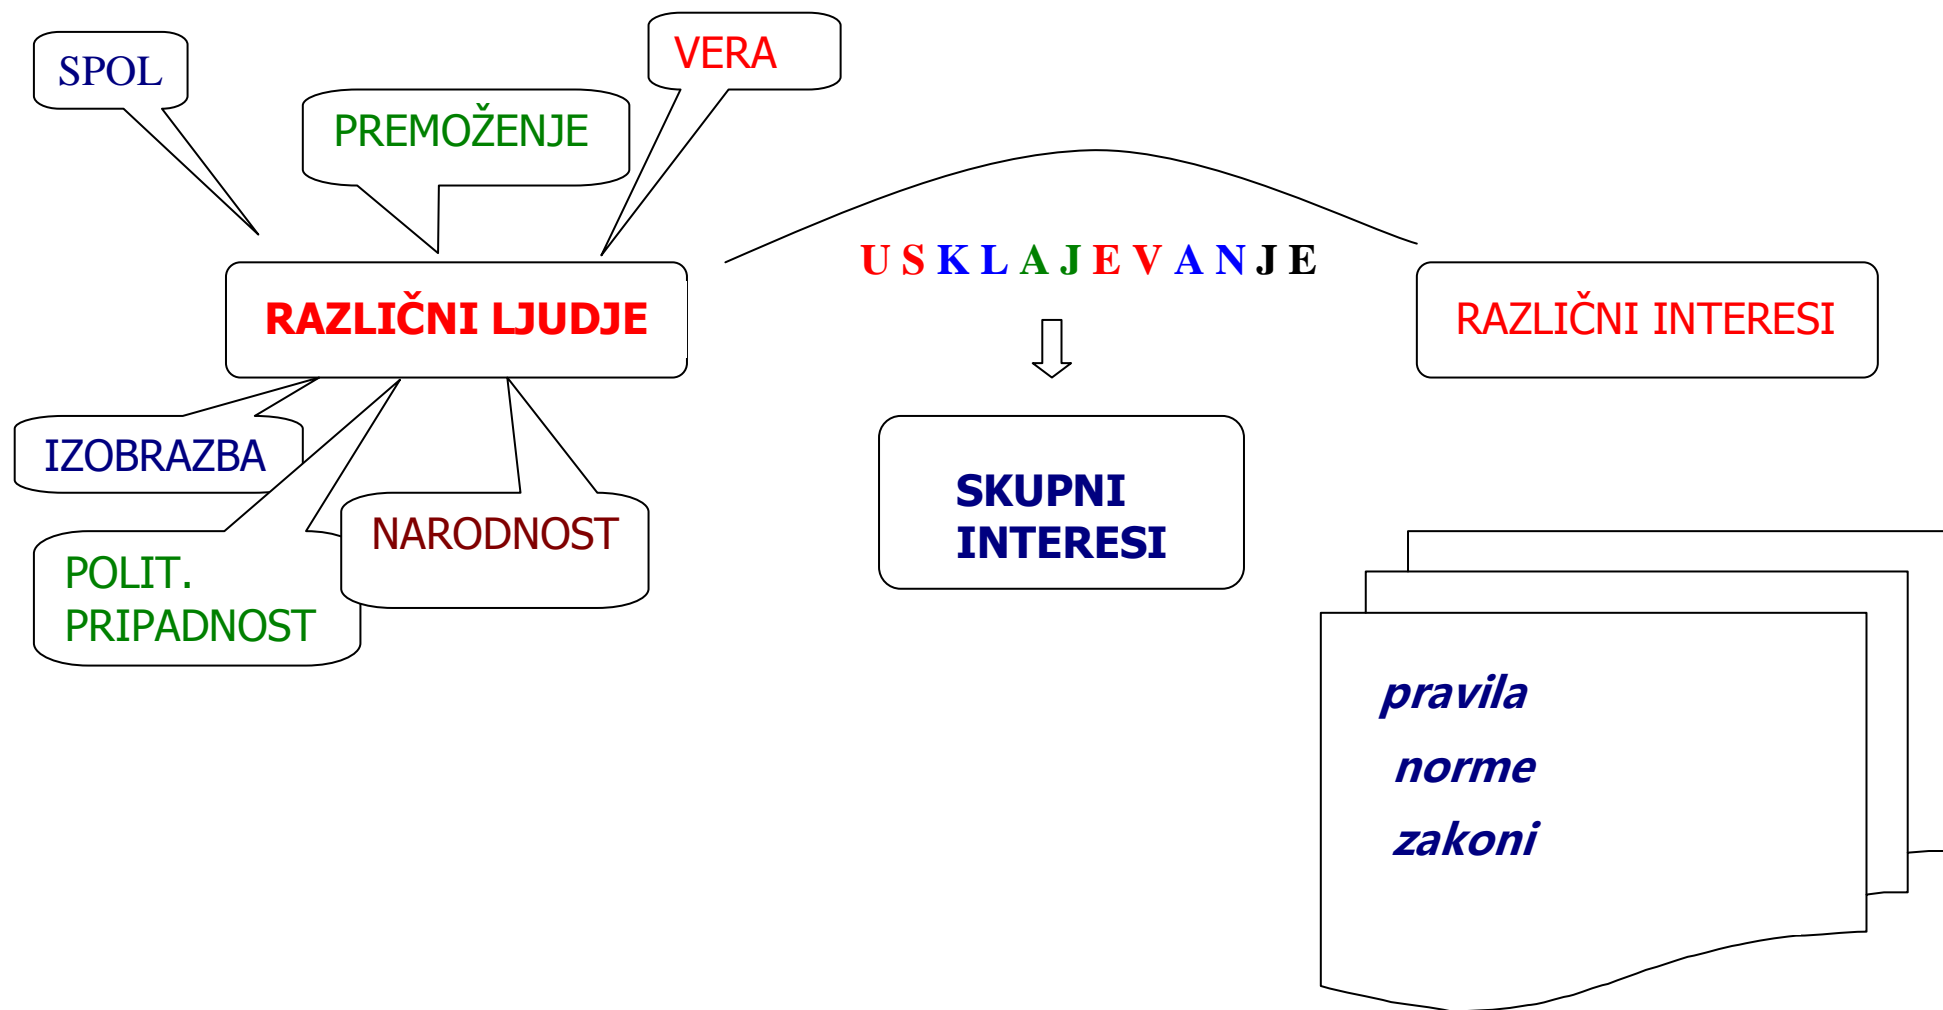 SPOL
VERA
PREMOŽENJE
U S K L A J E V A N J E
RAZLIČNI LJUDJE
RAZLIČNI INTERESI
IZOBRAZBA
NARODNOST
POLIT.
PRIPADNOST
SKUPNI
INTERESI
pravila
norme
zakoni